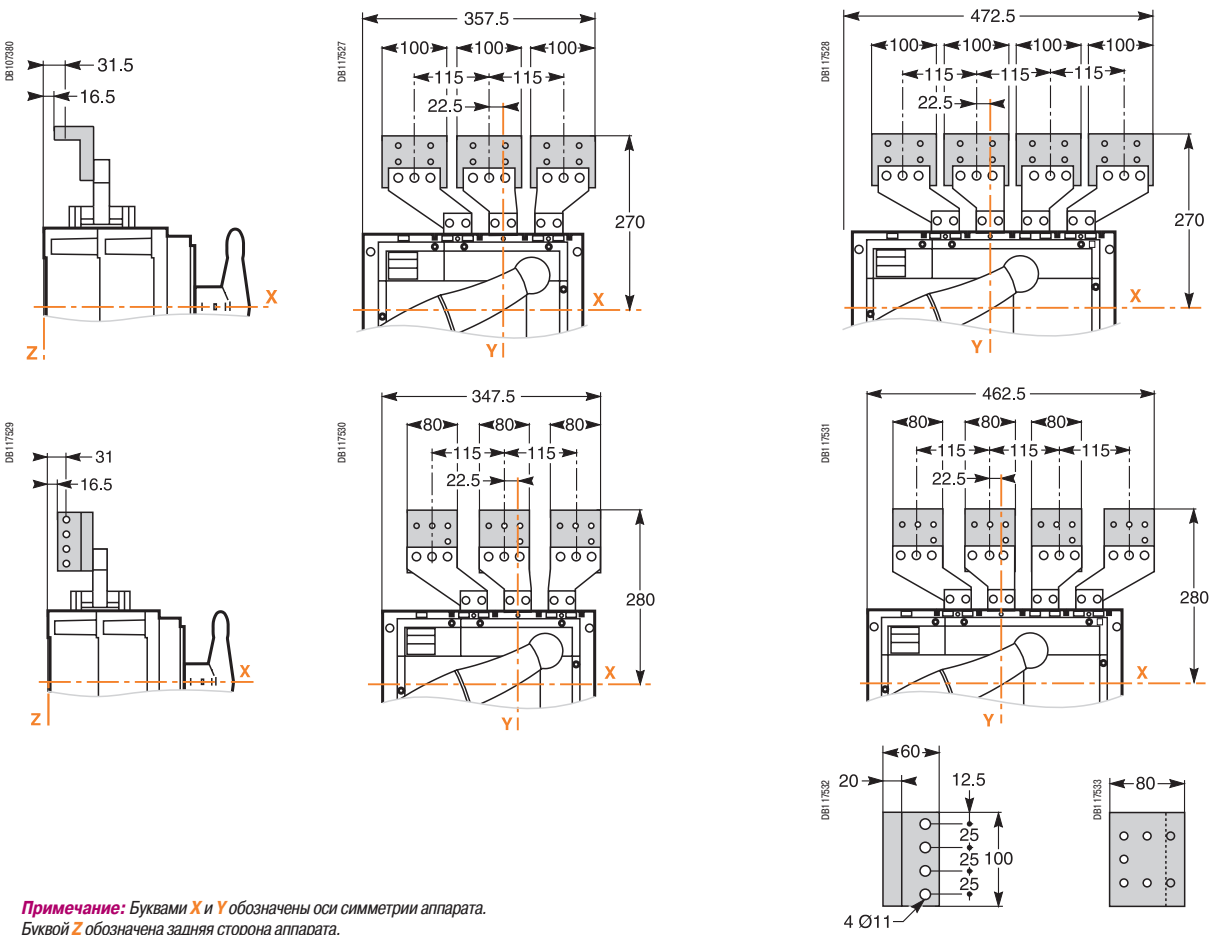 DB107380
31.5
16.5
X
Z
DB117527
357.5
100 100 100
115 115
22.5
270
X
Y
DB117528
472.5
100 100 100 100
115 115 115
22.5
270
X
Y
DB117529
31
16.5
X
Z
DB117530
347.5
80 80 80
115 115
22.5
280
X
Y
DB117531
462.5
80 80 80
115 115 115
22.5
280
X
Y
DB117532
60
20
12.5
25
25
25
100
4 Ø11
DB117533
80
Примечание: Буквами X и Y обозначены оси симметрии аппарата.
Буквой Z обозначена задняя сторона аппарата.